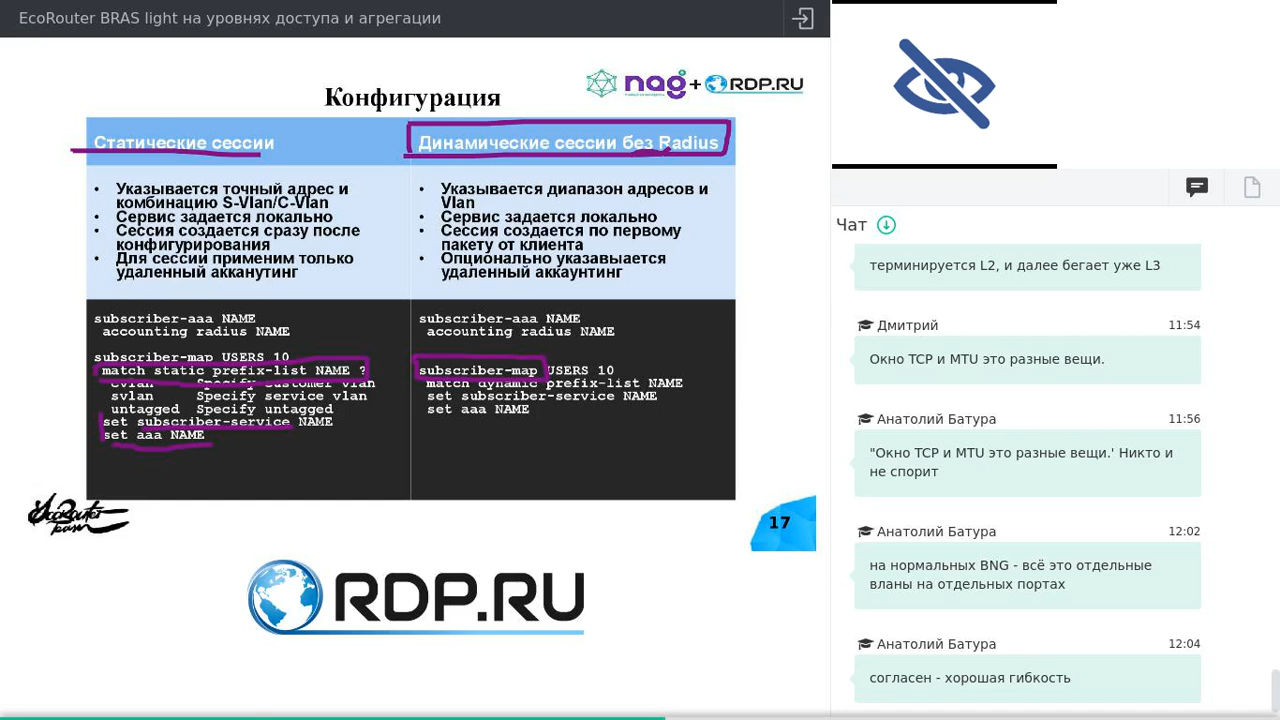 EcoRouter BRAS light на уровнях доступа и агрегации
Конфигурация
nag + RDP.RU
Статические сессии
• Указывается точный адрес и
комбинацию S-Vlan/C-Vlan
• Сервис задается локально
• Сессия создается сразу после
конфигурирования
• Для сессии применим только
удаленный акканутинг
subscriber-aaa NAME
accounting radius NAME
subscriber-map USERS 10
match static prefix-list NAME ?
cvlan Specify customer vlan
svlan Specify service vlan
untagged Specify untagged
set subscriber-service NAME
set aaa NAME
Динамические сессии без Radius
• Указывается диапазон адресов и
Vlan
• Сервис задается локально
• Сессия создается по первому
пакету от клиента
• Опционально указавыается
удаленный аккаунтинг
subscriber-aaa NAME
accounting radius NAME
subscriber-map USERS 10
match dynamic prefix-list NAME
set subscriber-service NAME
set aaa NAME
EcoRouter
team
17
RDP.RU
Чат
терминируется L2, и далее бегает уже L3
Дмитрий 11:54
Окно TCP и MTU это разные вещи.
Анатолий Батура 11:56
"Окно TCP и MTU это разные вещи.' Никто и
не спорит
Анатолий Батура 12:02
на нормальных BNG - всё это отдельные
вланы на отдельных портах
Анатолий Батура 12:04
согласен - хорошая гибкость